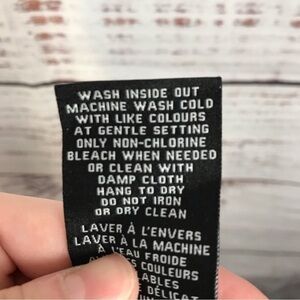 WASH INSIDE OUT
MACHINE WASH COLD
WITH LIKE COLOURS
AT GENTLE SETTING
ONLY NON-CHLORINE
BLEACH WHEN NEEDED
OR CLEAN WITH
DAMP CLOTH
HANG TO DRY
DO NOT IRON
OR DRY CLEAN
LAVER À L'ENVERS
LAVER À LA MACHINE
À L'EAU FROIDE
COULEURS
DÉLICAT